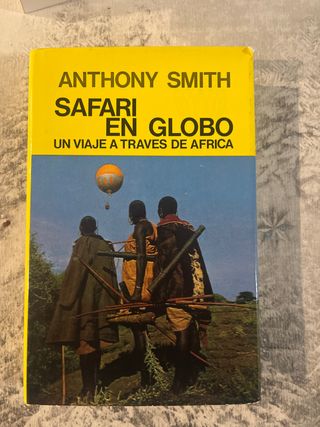 ANTHONY SMITH
SAFARI
EN GLOBO
UN VIAJE A TRAVES DE AFRICA